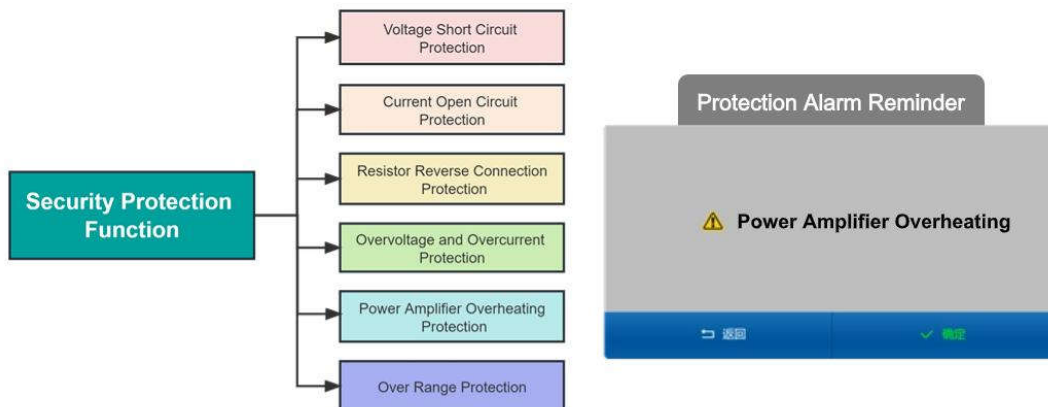 Security Protection
Function
Voltage Short Circuit
Protection
Current Open Circuit
Protection
Resistor Reverse Connection
Protection
Overvoltage and Overcurrent
Protection
Power Amplifier Overheating
Protection
Over Range Protection
Protection Alarm Reminder
Power Amplifier Overheating
返回
确定